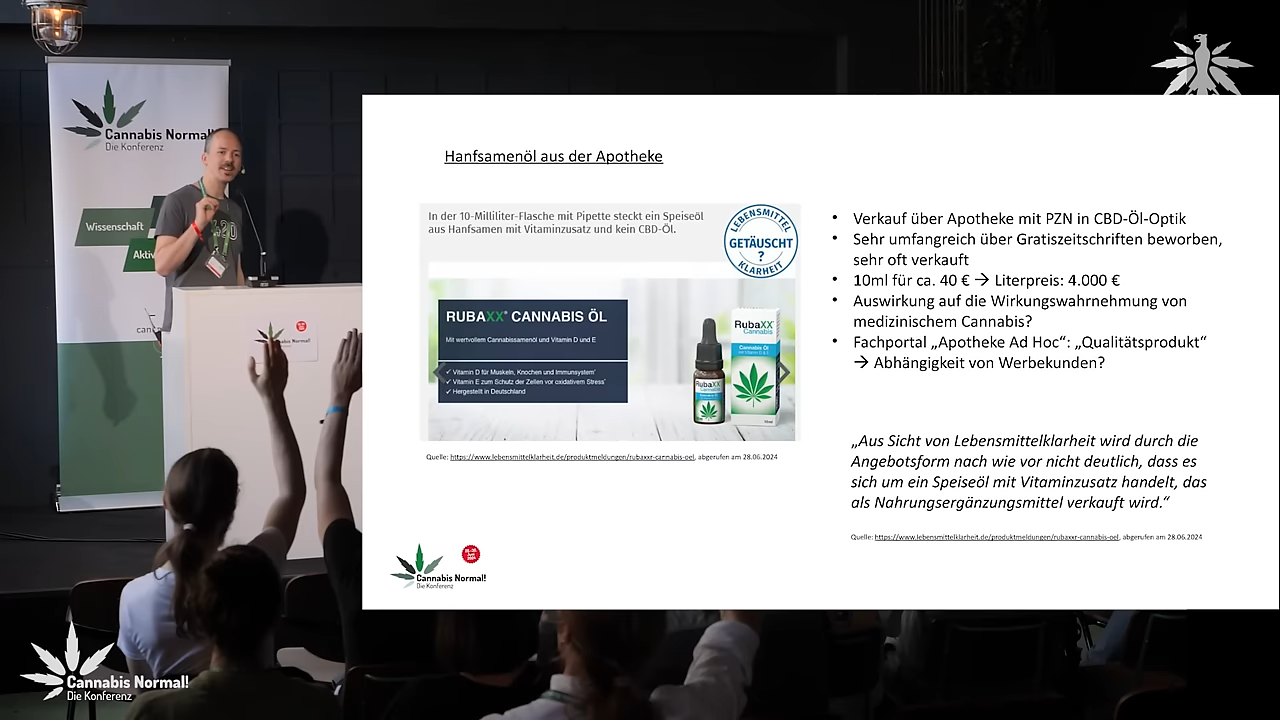 Cannabis Normal!
Die Konferenz
Wissenschaft
420
Cannabis Normal!
Hanfsamenöl aus der Apotheke
In der 10-Milliliter-Flasche mit Pipette steckt ein Speiseöl
aus Hanfsamen mit Vitaminzusatz und kein CBD-Öl.
LEBENSMITTEL
GETÄUSCHT
?
KLARHEIT
RUBAXX® CANNABIS ÖL
Mit wertvollem Cannabissamenöl und Vitamin D und E
✓ Vitamin D für Muskeln, Knochen und Immunsystem*
✓ Vitamin E zum Schutz der Zellen vor oxidativem Stress*
✓ Hergestellt in Deutschland
RubaXX®
Cannabis
Cannabis Öl
RubaXX
Cannabis
Quelle: https://www.lebensmittelklarheit.de/produktmeldungen/rubaxxr-cannabis-oel, abgerufen am 28.06.2024
• Verkauf über Apotheke mit PZN in CBD-Öl-Optik
• Sehr umfangreich über Gratiszeitschriften beworben,
sehr oft verkauft
• 10ml für ca. 40 € → Literpreis: 4.000 €
• Auswirkung auf die Wirkungswahrnehmung von
medizinischem Cannabis?
• Fachportal „Apotheke Ad Hoc“: „Qualitätsprodukt“
→ Abhängigkeit von Werbekunden?
„Aus Sicht von Lebensmittelklarheit wird durch die
Angebotsform nach wie vor nicht deutlich, dass es
sich um ein Speiseöl mit Vitaminzusatz handelt, das
als Nahrungsergänzungsmittel verkauft wird.“
Quelle: https://www.lebensmittelklarheit.de/produktmeldungen/rubaxxr-cannabis-oel, abgerufen am 28.06.2024
Cannabis Normal!
Die Konferenz
Cannabis Normal!
Die Konferenz